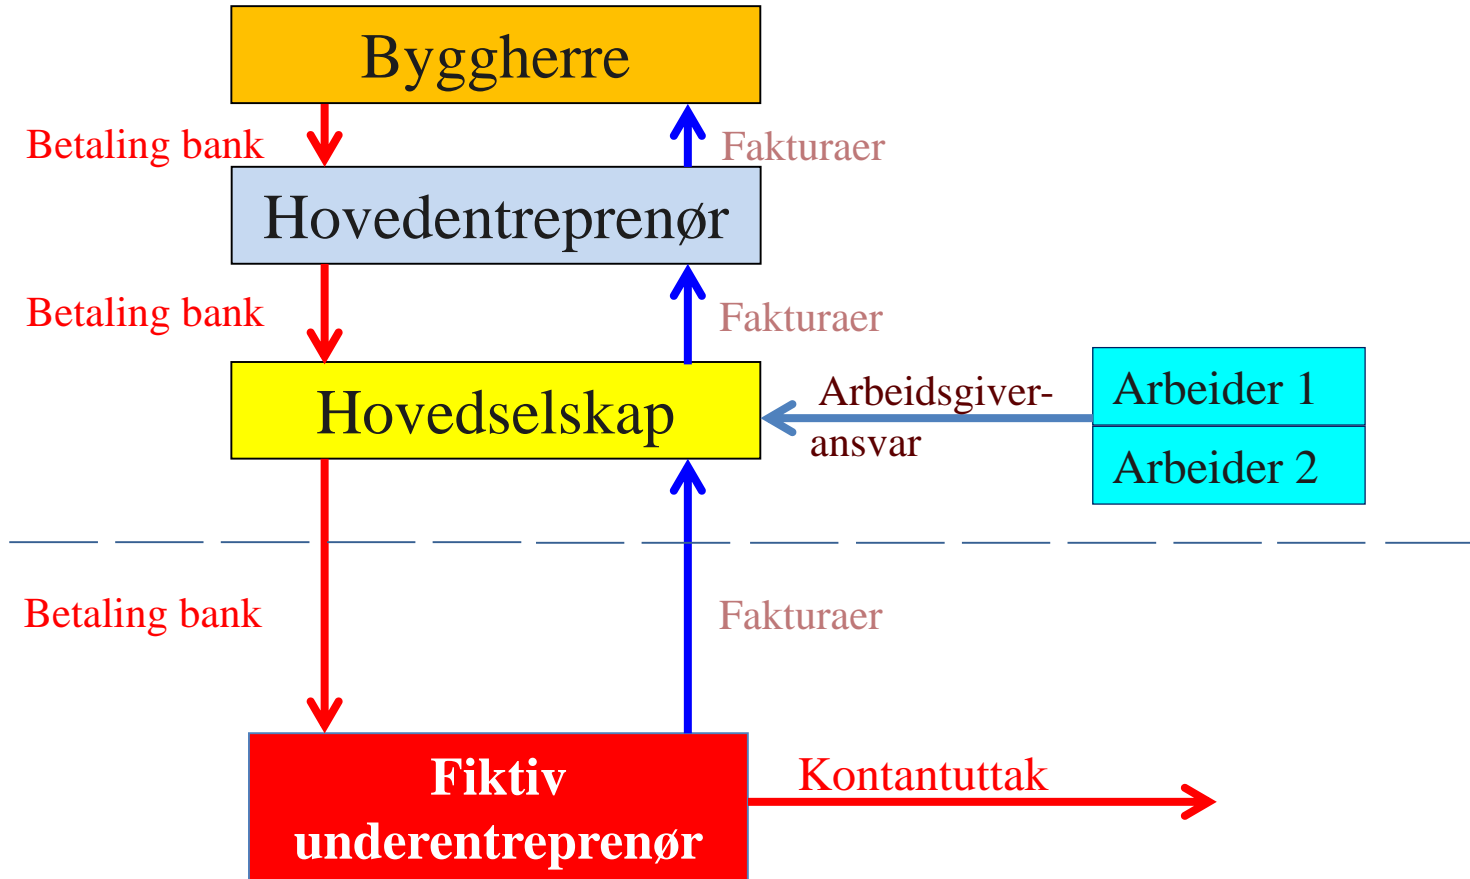 Byggherre
Betaling bank
Fakturaer
Hovedentreprenør
Betaling bank
Fakturaer
Hovedselskap
Arbeidsgiver-
ansvar
Arbeider 1
Arbeider 2
Betaling bank
Fakturaer
Fiktiv
underentreprenør
Kontantuttak